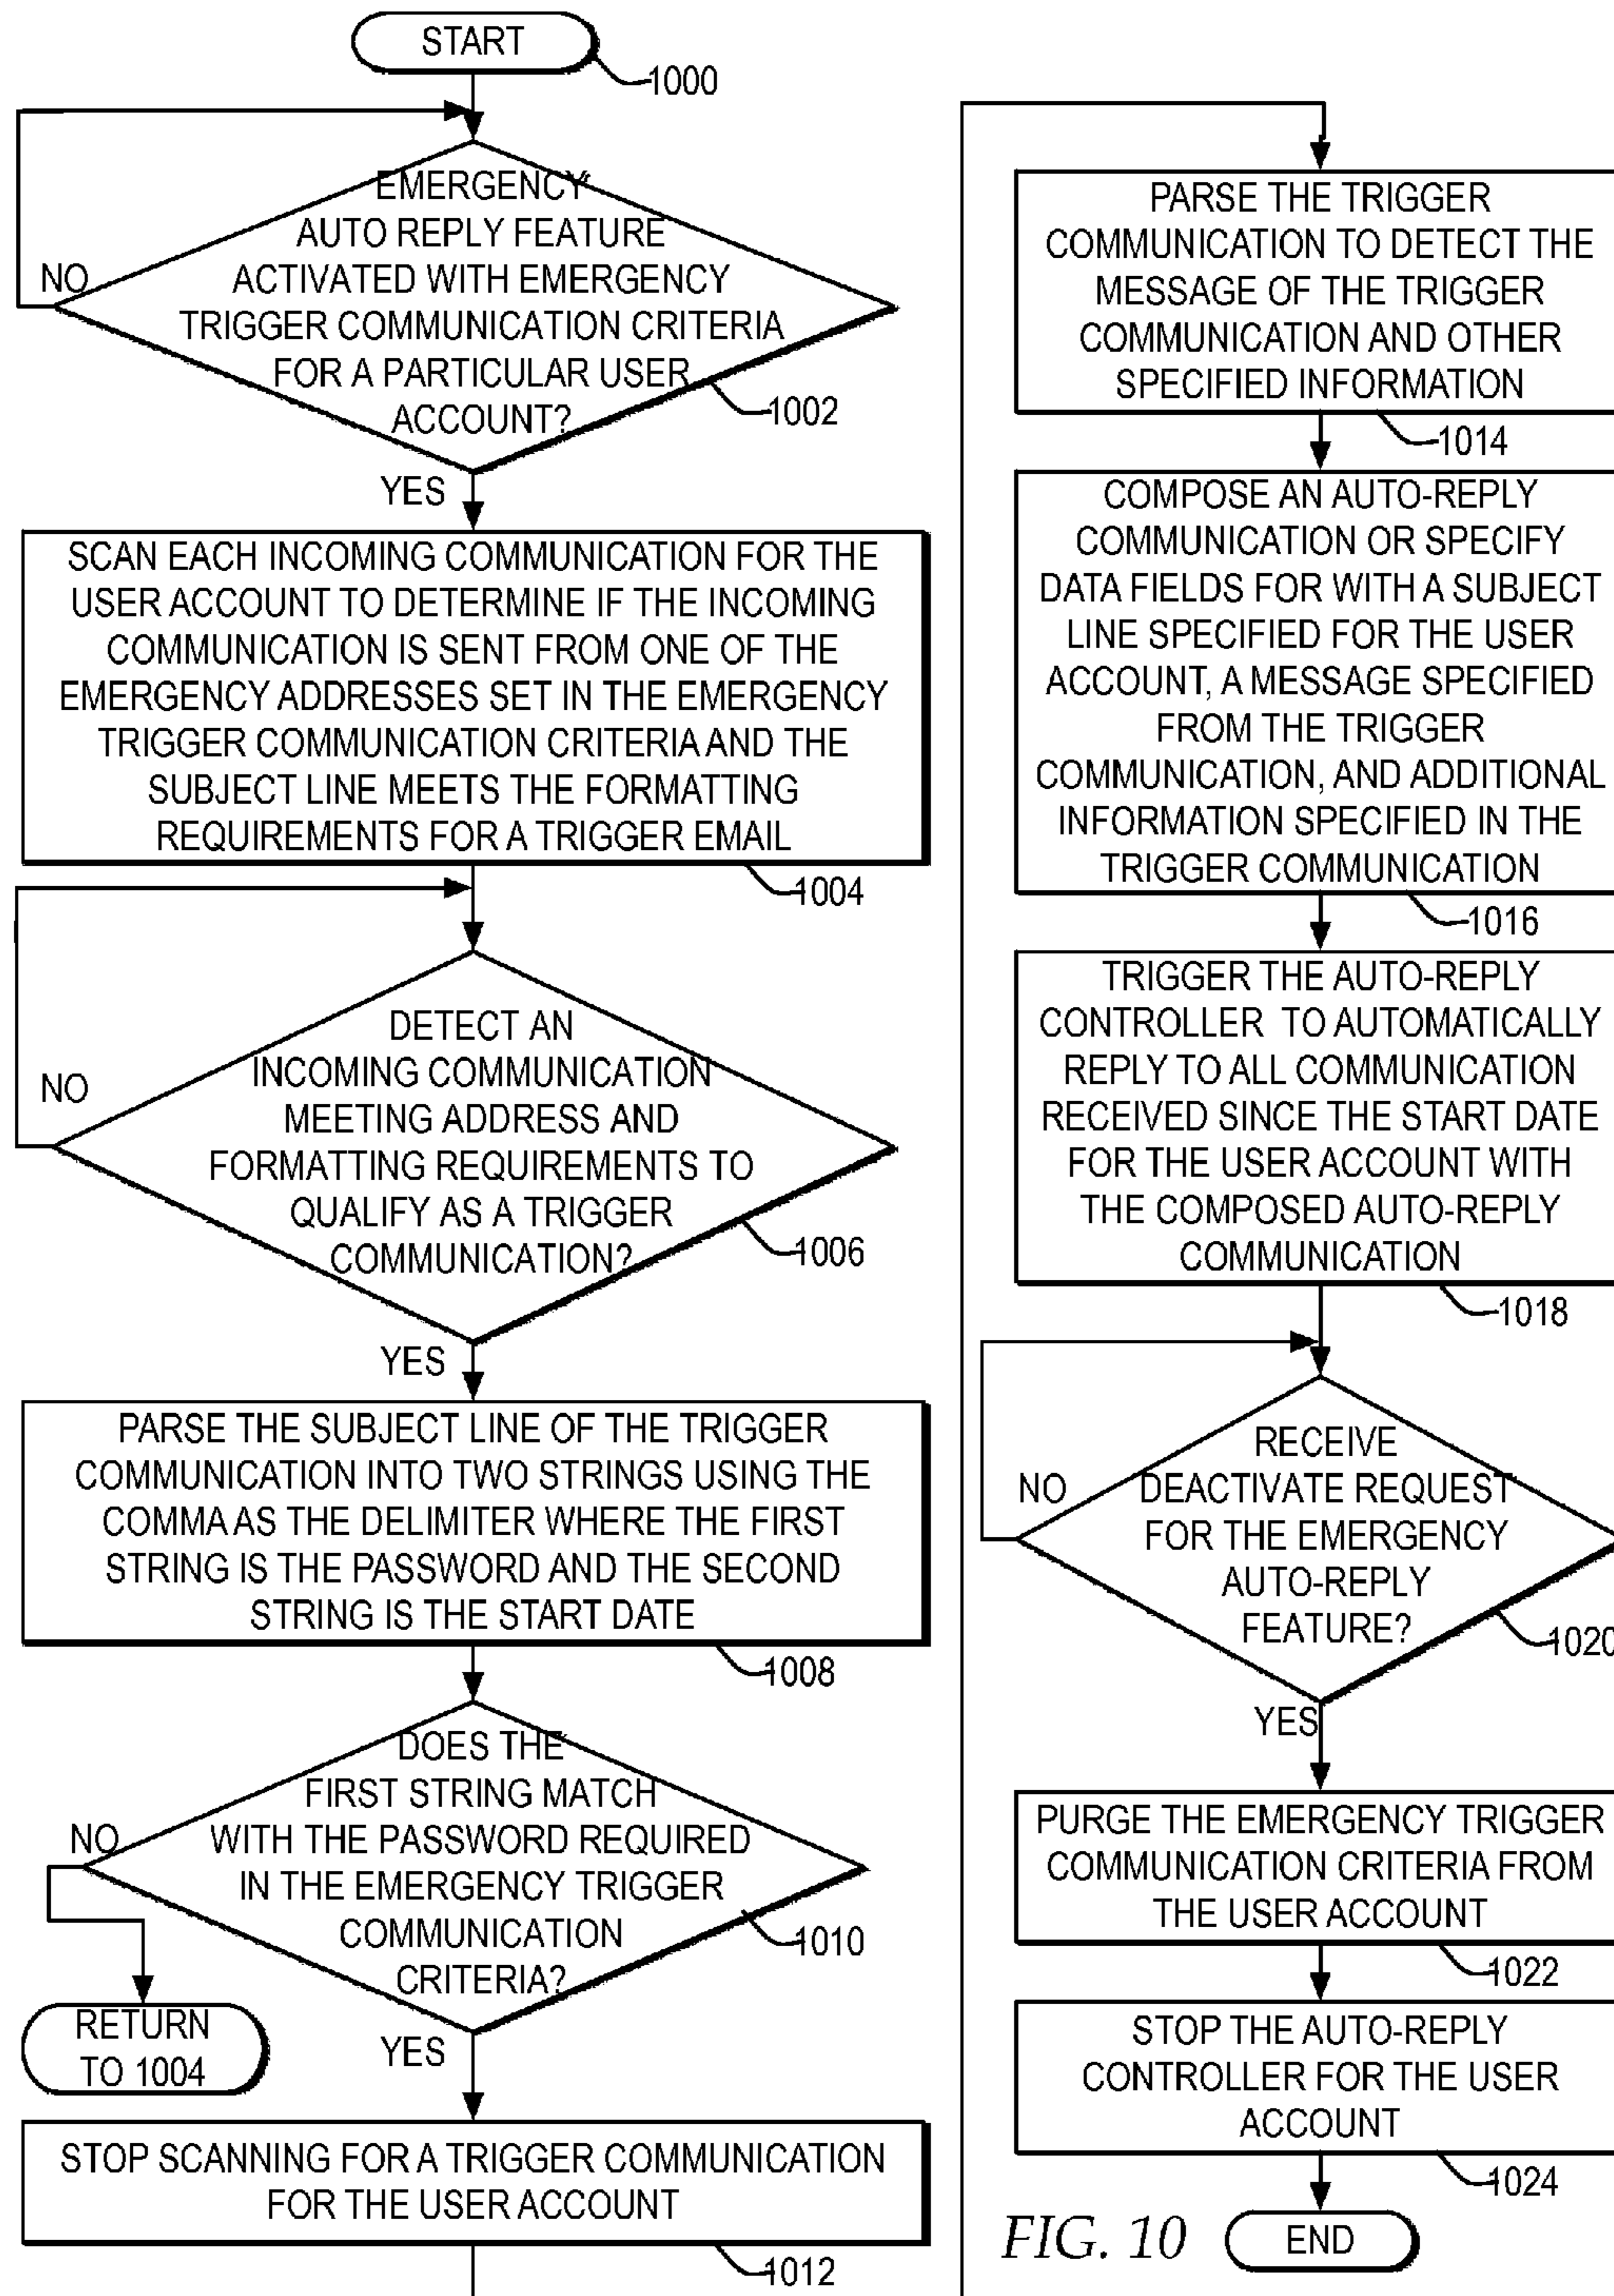 START
1000
EMERGENCY
AUTO REPLY FEATURE
ACTIVATED WITH EMERGENCY
TRIGGER COMMUNICATION CRITERIA
FOR A PARTICULAR USER
ACCOUNT?
NO
1002
YES
SCAN EACH INCOMING COMMUNICATION FOR THE
USER ACCOUNT TO DETERMINE IF THE INCOMING
COMMUNICATION IS SENT FROM ONE OF THE
EMERGENCY ADDRESSES SET IN THE EMERGENCY
TRIGGER COMMUNICATION CRITERIA AND THE
SUBJECT LINE MEETS THE FORMATTING
REQUIREMENTS FOR A TRIGGER EMAIL
1004
DETECT AN
INCOMING COMMUNICATION
MEETING ADDRESS AND
FORMATTING REQUIREMENTS TO
QUALIFY AS A TRIGGER
COMMUNICATION?
NO
1006
YES
PARSE THE SUBJECT LINE OF THE TRIGGER
COMMUNICATION INTO TWO STRINGS USING THE
COMMA AS THE DELIMITER WHERE THE FIRST
STRING IS THE PASSWORD AND THE SECOND
STRING IS THE START DATE
1008
DOES THE
FIRST STRING MATCH
WITH THE PASSWORD REQUIRED
IN THE EMERGENCY TRIGGER
COMMUNICATION
CRITERIA?
NO
1010
RETURN
TO 1004
YES
STOP SCANNING FOR A TRIGGER COMMUNICATION
FOR THE USER ACCOUNT
1012
PARSE THE TRIGGER
COMMUNICATION TO DETECT THE
MESSAGE OF THE TRIGGER
COMMUNICATION AND OTHER
SPECIFIED INFORMATION
1014
COMPOSE AN AUTO-REPLY
COMMUNICATION OR SPECIFY
DATA FIELDS FOR WITH A SUBJECT
LINE SPECIFIED FOR THE USER
ACCOUNT, A MESSAGE SPECIFIED
FROM THE TRIGGER
COMMUNICATION, AND ADDITIONAL
INFORMATION SPECIFIED IN THE
TRIGGER COMMUNICATION
1016
TRIGGER THE AUTO-REPLY
CONTROLLER TO AUTOMATICALLY
REPLY TO ALL COMMUNICATION
RECEIVED SINCE THE START DATE
FOR THE USER ACCOUNT WITH
THE COMPOSED AUTO-REPLY
COMMUNICATION
1018
RECEIVE
DEACTIVATE REQUEST
FOR THE EMERGENCY
AUTO-REPLY
FEATURE?
NO
1020
YES
PURGE THE EMERGENCY TRIGGER
COMMUNICATION CRITERIA FROM
THE USER ACCOUNT
1022
STOP THE AUTO-REPLY
CONTROLLER FOR THE USER
ACCOUNT
1024
END
FIG. 10